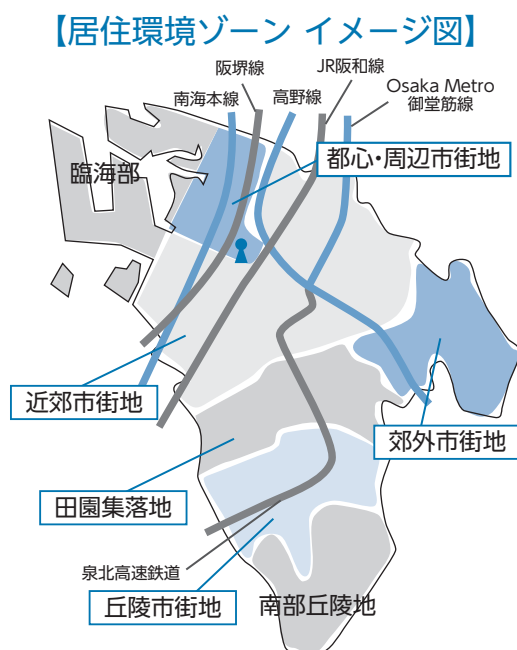 【居住環境ゾーン イメージ図】
阪堺線
JR阪和線
南海本線
高野線
Osaka Metro
御堂筋線
都心・周辺市街地
臨海部
近郊市街地
郊外市街地
田園集落地
泉北高速鉄道
丘陵市街地
南部丘陵地